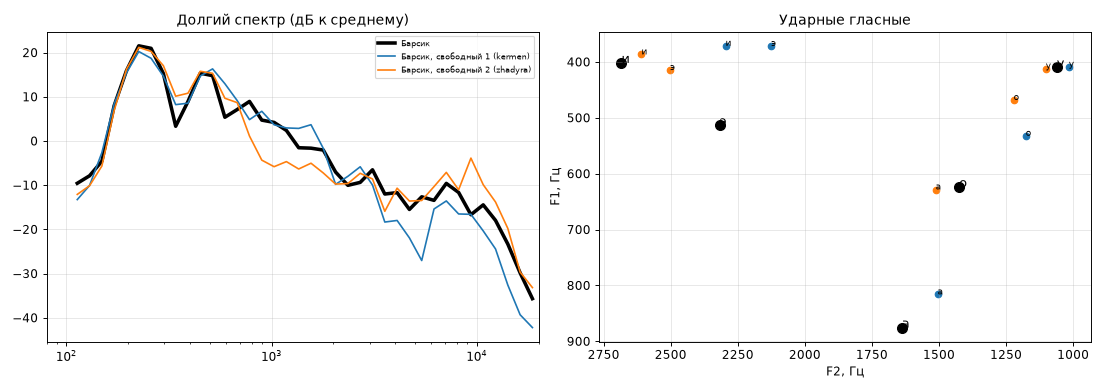 Долгий спектр (дБ к среднему)
Барсик
Барсик, свободный 1 (kemen)
Барсик, свободный 2 (zhadyra)
20
10
0
−10
−20
−30
−40
10²
10³
10⁴
Ударные гласные
F1, Гц
400
500
600
700
800
900
и
и
и
э
э
э
у
у
у
о
о
о
а
а
а
2750
2500
2250
2000
1750
1500
1250
1000
F2, Гц